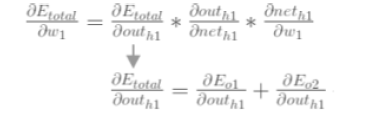 ∂E_total/∂w_1 = ∂E_total/∂out_h1 * ∂out_h1/∂net_h1 * ∂net_h1/∂w_1
∂E_total/∂out_h1 = ∂E_o1/∂out_h1 + ∂E_o2/∂out_h1